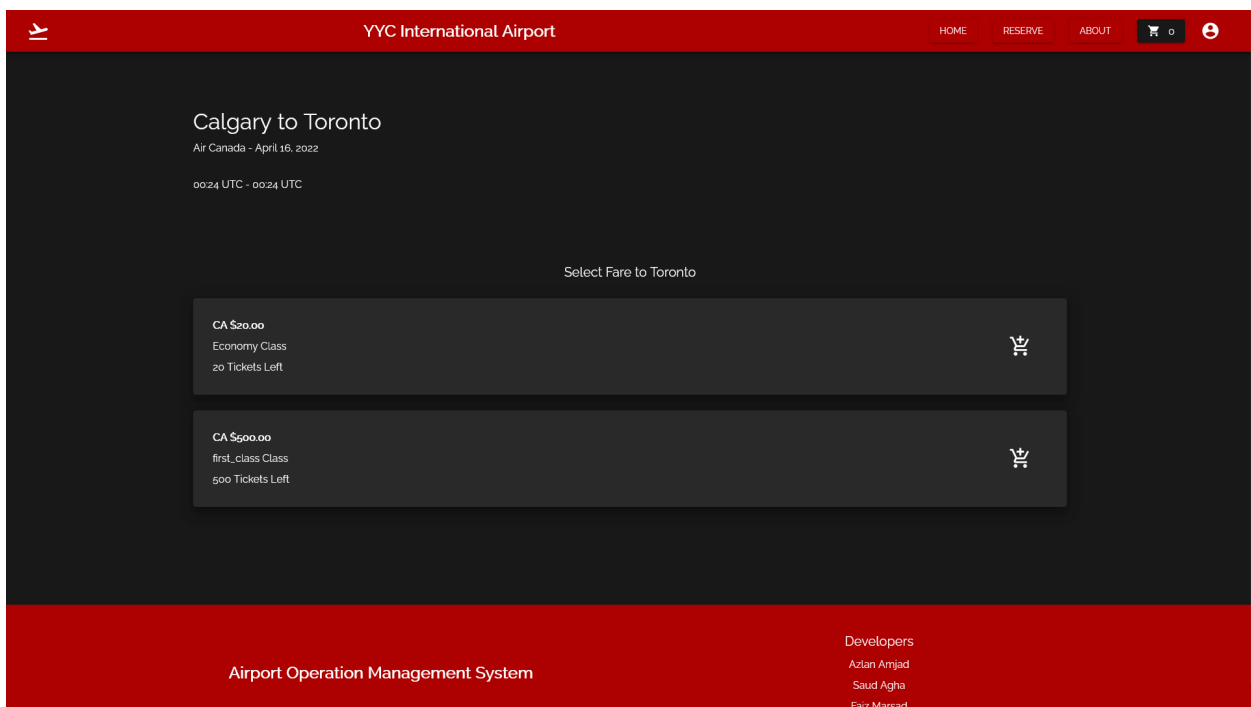 YYC International Airport
HOME RESERVE ABOUT 0
Calgary to Toronto
Air Canada - April 16, 2022
00:24 UTC - 00:24 UTC
Select Fare to Toronto
CA $20.00
Economy Class
20 Tickets Left
CA $500.00
first_class Class
500 Tickets Left
Developers
Azlan Amjad
Airport Operation Management System
Saud Agha
Faiz Marsad